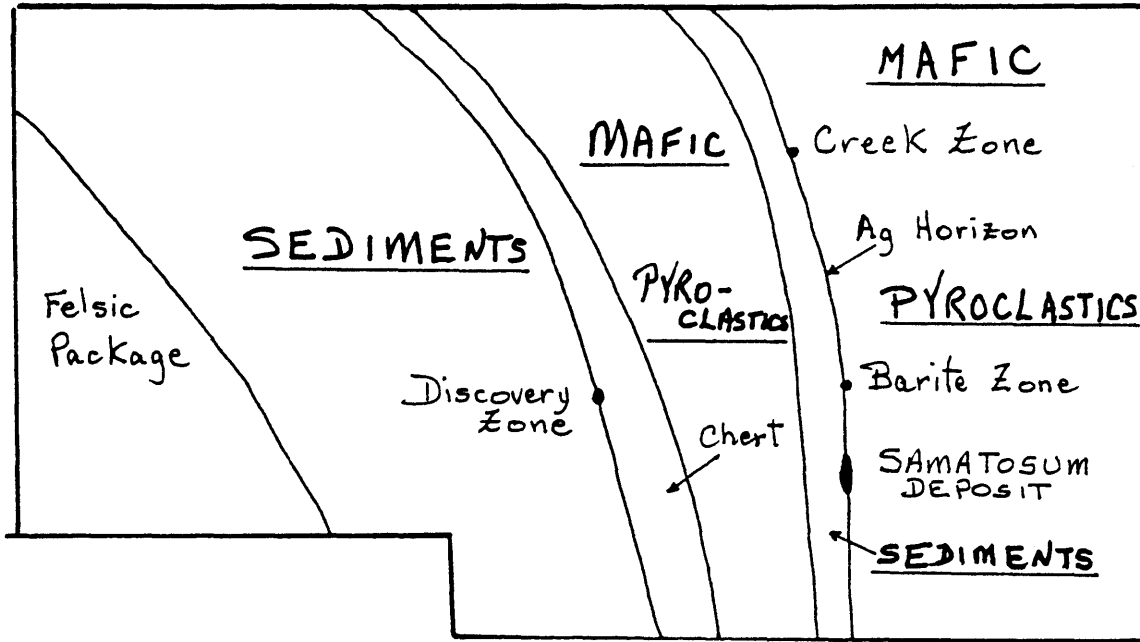 MAFIC
MAFIC
Creek Zone
Ag Horizon
SEDIMENTS
PYRO-
CLASTICS
PYROCLASTICS
Felsic
Package
Discovery
Zone
Barite Zone
Chert
SAMATOSUM
DEPOSIT
SEDIMENTS